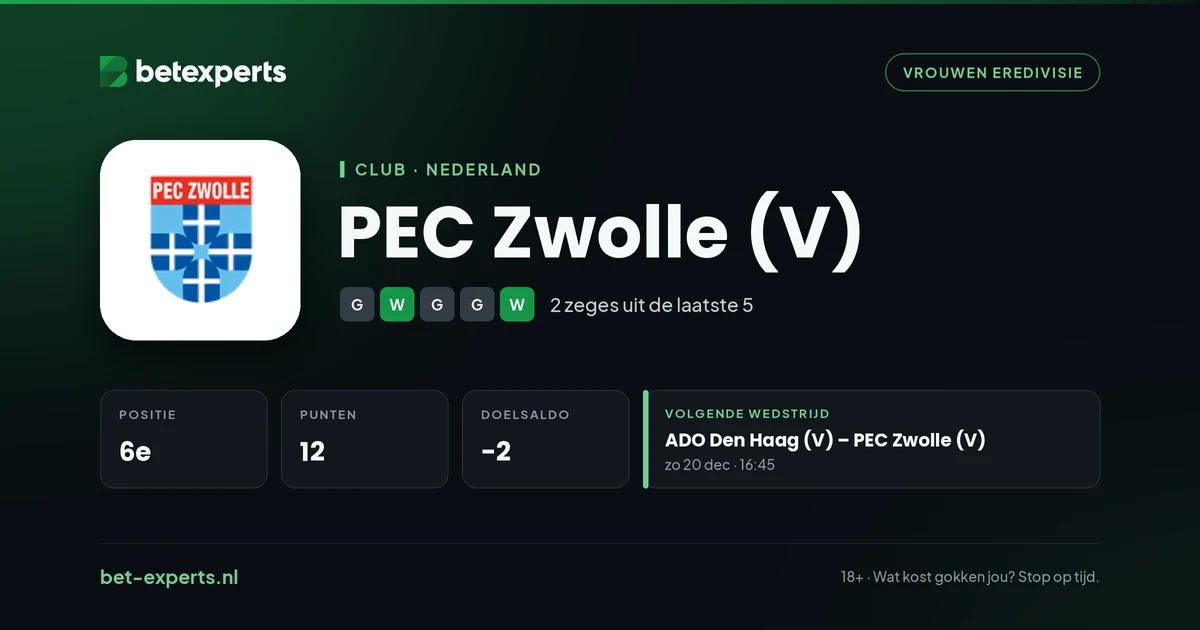 betexperts
VROUWEN EREDIVISIE
PEC ZWOLLE
CLUB · NEDERLAND
PEC Zwolle (V)
G W G G W 2 zeges uit de laatste 5
POSITIE
6e
PUNTEN
12
DOELSALDO
-2
VOLGENDE WEDSTRIJD
ADO Den Haag (V) – PEC Zwolle (V)
zo 20 dec · 16:45
bet-experts.nl
18+ · Wat kost gokken jou? Stop op tijd.